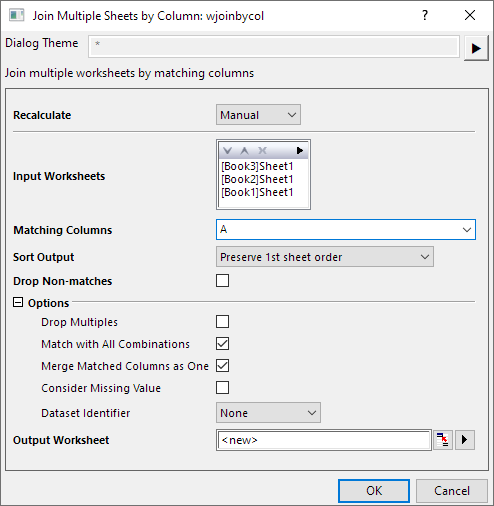 Join Multiple Sheets by Column: wjoinbycol
Dialog Theme *
Join multiple worksheets by matching columns
Recalculate Manual
Input Worksheets
[Book3]Sheet1
[Book2]Sheet1
[Book1]Sheet1
Matching Columns A
Sort Output Preserve 1st sheet order
Drop Non-matches
Options
Drop Multiples
Match with All Combinations
Merge Matched Columns as One
Consider Missing Value
Dataset Identifier None
Output Worksheet <new>
OK Cancel